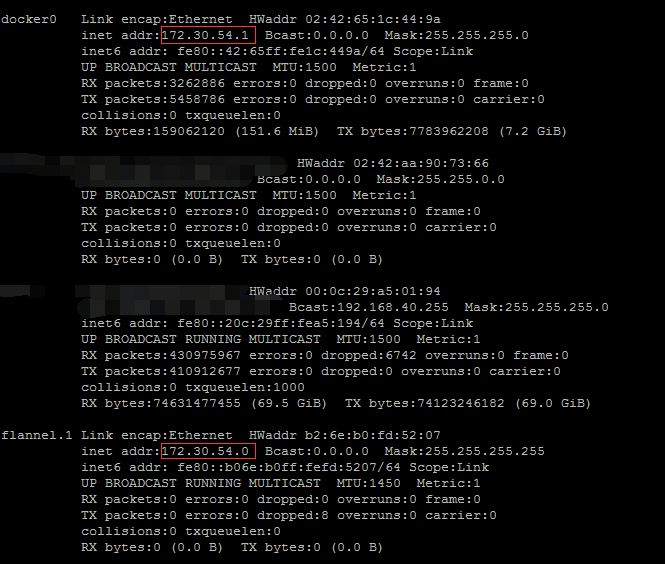 docker0 Link encap:Ethernet HWaddr 02:42:65:1c:44:9a
inet addr:172.30.54.1 Bcast:0.0.0.0 Mask:255.255.255.0
inet6 addr: fe80::42:65ff:fe1c:449a/64 Scope:Link
UP BROADCAST MULTICAST MTU:1500 Metric:1
RX packets:3262886 errors:0 dropped:0 overruns:0 frame:0
TX packets:5458786 errors:0 dropped:0 overruns:0 carrier:0
collisions:0 txqueuelen:0
RX bytes:159062120 (151.6 MiB) TX bytes:7783962208 (7.2 GiB)
HWaddr 02:42:aa:90:73:66
Bcast:0.0.0.0 Mask:255.255.0.0
UP BROADCAST MULTICAST MTU:1500 Metric:1
RX packets:0 errors:0 dropped:0 overruns:0 frame:0
TX packets:0 errors:0 dropped:0 overruns:0 carrier:0
collisions:0 txqueuelen:0
RX bytes:0 (0.0 B) TX bytes:0 (0.0 B)
HWaddr 00:0c:29:a5:01:94
Bcast:192.168.40.255 Mask:255.255.255.0
inet6 addr: fe80::20c:29ff:fea5:194/64 Scope:Link
UP BROADCAST RUNNING MULTICAST MTU:1500 Metric:1
RX packets:430975967 errors:0 dropped:6742 overruns:0 frame:0
TX packets:410912677 errors:0 dropped:0 overruns:0 carrier:0
collisions:0 txqueuelen:1000
RX bytes:74631477455 (69.5 GiB) TX bytes:74123246182 (69.0 GiB)
flannel.1 Link encap:Ethernet HWaddr b2:6e:b0:fd:52:07
inet addr:172.30.54.0 Bcast:0.0.0.0 Mask:255.255.255.255
inet6 addr: fe80::b06e:b0ff:fefd:5207/64 Scope:Link
UP BROADCAST RUNNING MULTICAST MTU:1450 Metric:1
RX packets:0 errors:0 dropped:0 overruns:0 frame:0
TX packets:0 errors:0 dropped:8 overruns:0 carrier:0
collisions:0 txqueuelen:0
RX bytes:0 (0.0 B) TX bytes:0 (0.0 B)